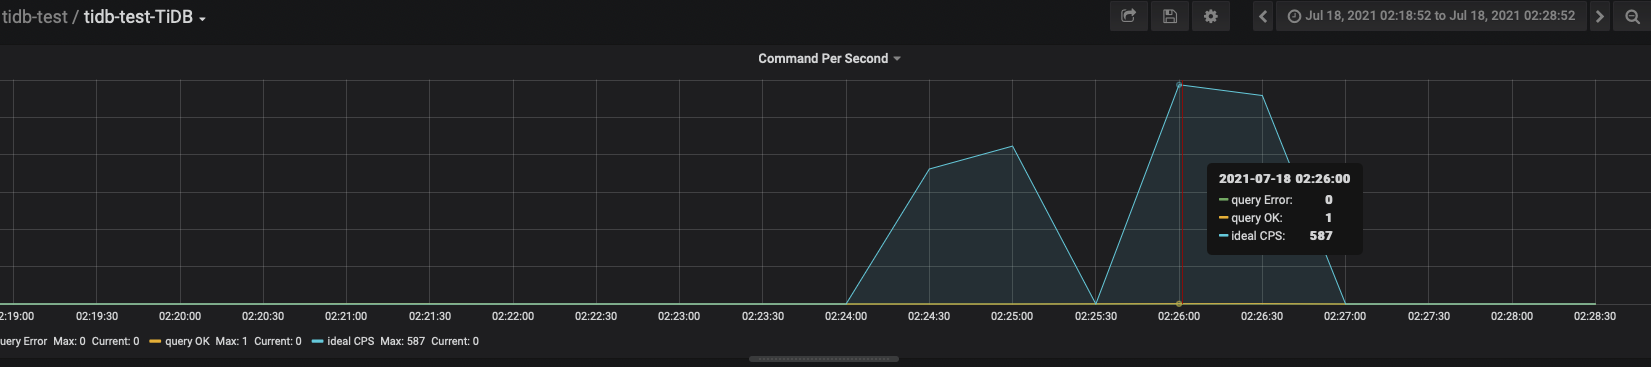 tidb-test / tidb-test-TiDB
Jul 18, 2021 02:18:52 to Jul 18, 2021 02:28:52
Command Per Second
2021-07-18 02:26:00
query Error: 0
query OK: 1
ideal CPS: 587
2:19:00 02:19:30 02:20:00 02:20:30 02:21:00 02:21:30 02:22:00 02:22:30 02:23:00 02:23:30 02:24:00 02:24:30 02:25:00 02:25:30 02:26:00 02:26:30 02:27:00 02:27:30 02:28:00 02:28:30
uery Error Max: 0 Current: 0 query OK Max: 1 Current: 0 ideal CPS Max: 587 Current: 0